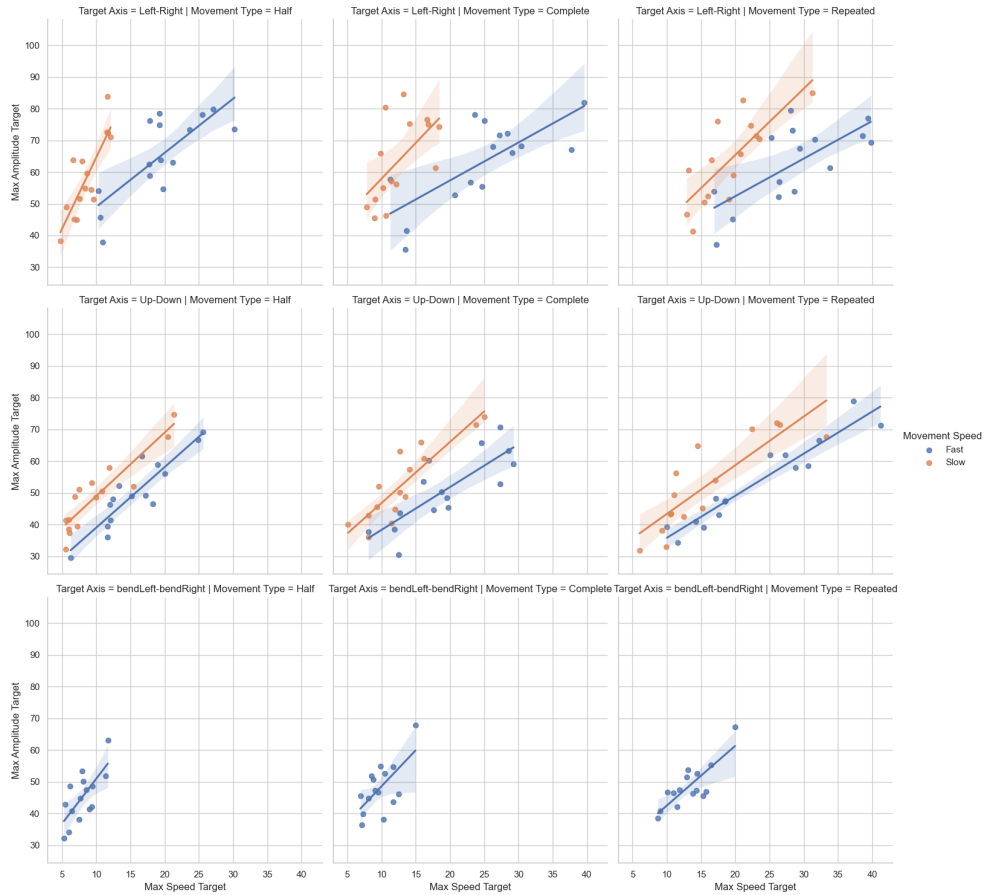 Target Axis = Left-Right | Movement Type = Half
Target Axis = Left-Right | Movement Type = Complete
Target Axis = Left-Right | Movement Type = Repeated
100
90
80
70
60
50
40
30
Max Amplitude Target
Target Axis = Up-Down | Movement Type = Half
Target Axis = Up-Down | Movement Type = Complete
Target Axis = Up-Down | Movement Type = Repeated
100
90
80
70
60
50
40
30
Max Amplitude Target
Movement Speed
Fast
Slow
Target Axis = bendLeft-bendRight | Movement Type = Half
Target Axis = bendLeft-bendRight | Movement Type = Complete
Target Axis = bendLeft-bendRight | Movement Type = Repeated
100
90
80
70
60
50
40
30
Max Amplitude Target
5 10 15 20 25 30 35 40
5 10 15 20 25 30 35 40
5 10 15 20 25 30 35 40
Max Speed Target
Max Speed Target
Max Speed Target